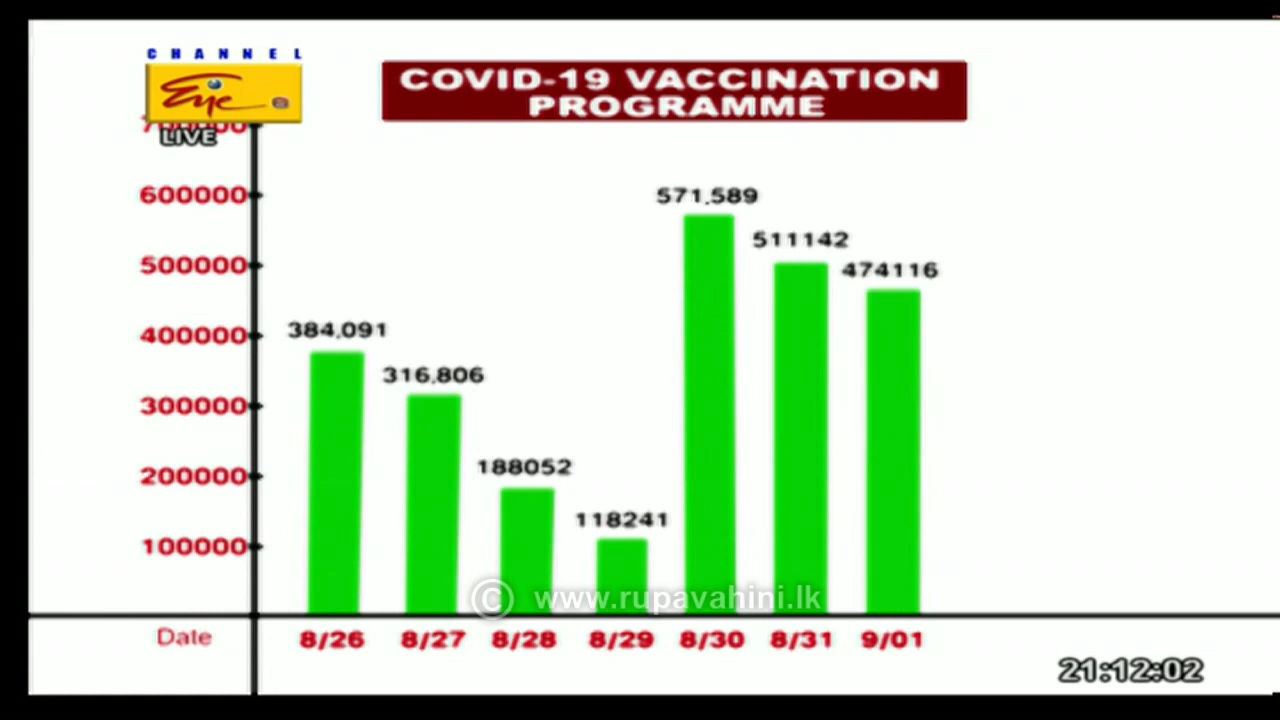 CHANNEL
Eye
LIVE
COVID-19 VACCINATION
PROGRAMME
600000
500000
400000
300000
200000
100000
384,091
316,806
188052
118241
571,589
511142
474116
© www.rupavahini.lk
Date 8/26 8/27 8/28 8/29 8/30 8/31 9/01
21:12:02